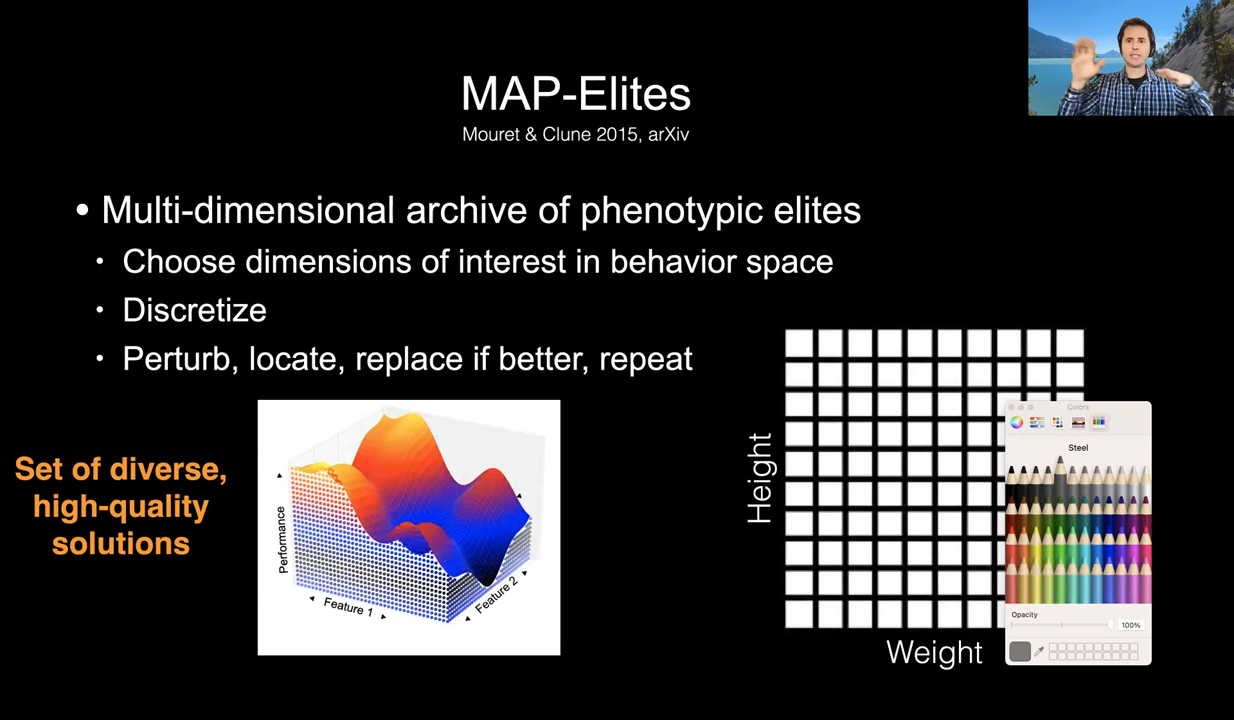 MAP-Elites
Mouret & Clune 2015, arXiv
• Multi-dimensional archive of phenotypic elites
• Choose dimensions of interest in behavior space
• Discretize
• Perturb, locate, replace if better, repeat
Set of diverse,
high-quality
solutions
Performance
Feature 1
Feature 2
Height
Weight
Colors
Steel
Opacity
100%